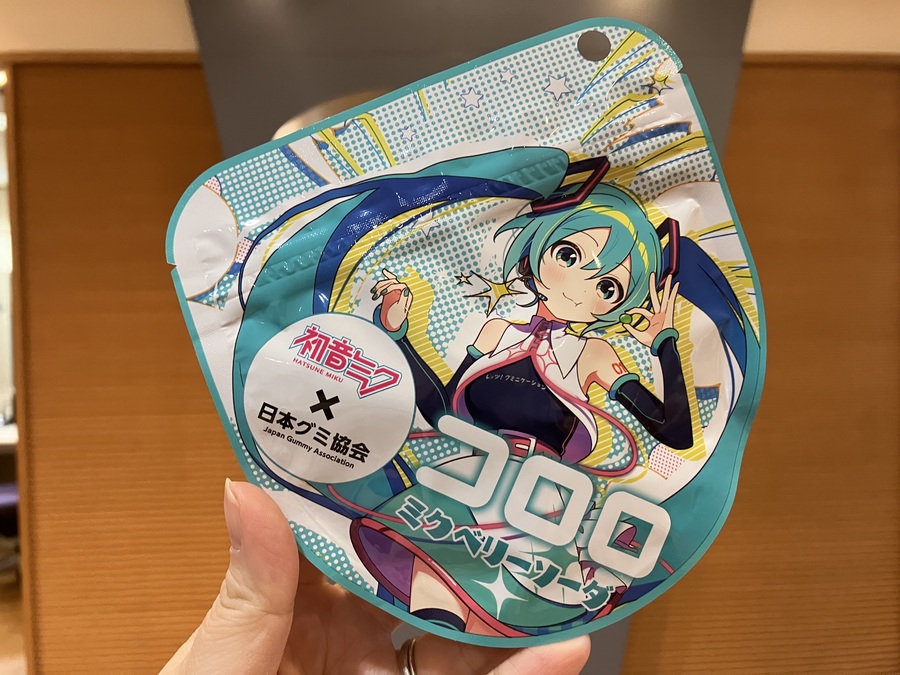 初音ミク
HATSUNE MIKU
×
日本グミ協会
Japan Gummy Association
レッツ!グミニケーション
01
コロロ
ミクベリーソーダ